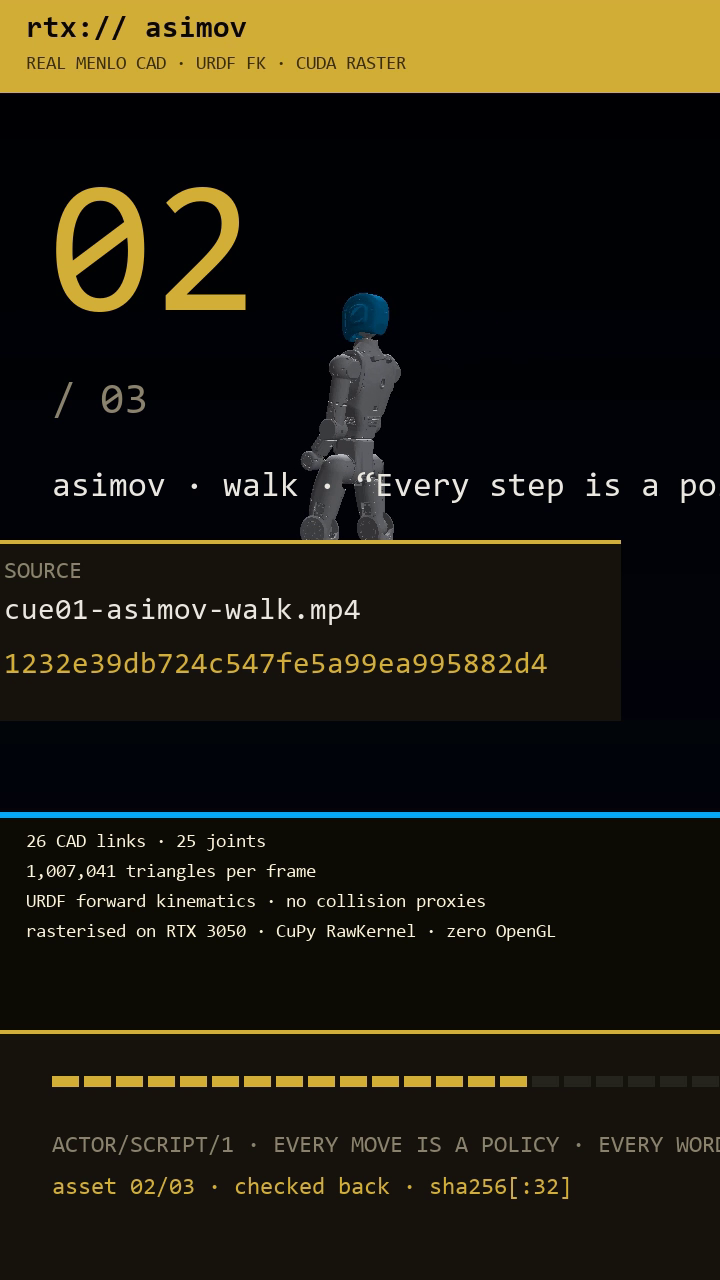 rtx:// asimov
REAL MENLO CAD · URDF FK · CUDA RASTER
02
/ 03
asimov · walk · “Every step is a po
SOURCE
cue01-asimov-walk.mp4
1232e39db724c547fe5a99ea995882d4
26 CAD links · 25 joints
1,007,041 triangles per frame
URDF forward kinematics · no collision proxies
rasterised on RTX 3050 · CuPy RawKernel · zero OpenGL
ACTOR/SCRIPT/1 · EVERY MOVE IS A POLICY · EVERY WORD
asset 02/03 · checked back · sha256[:32]